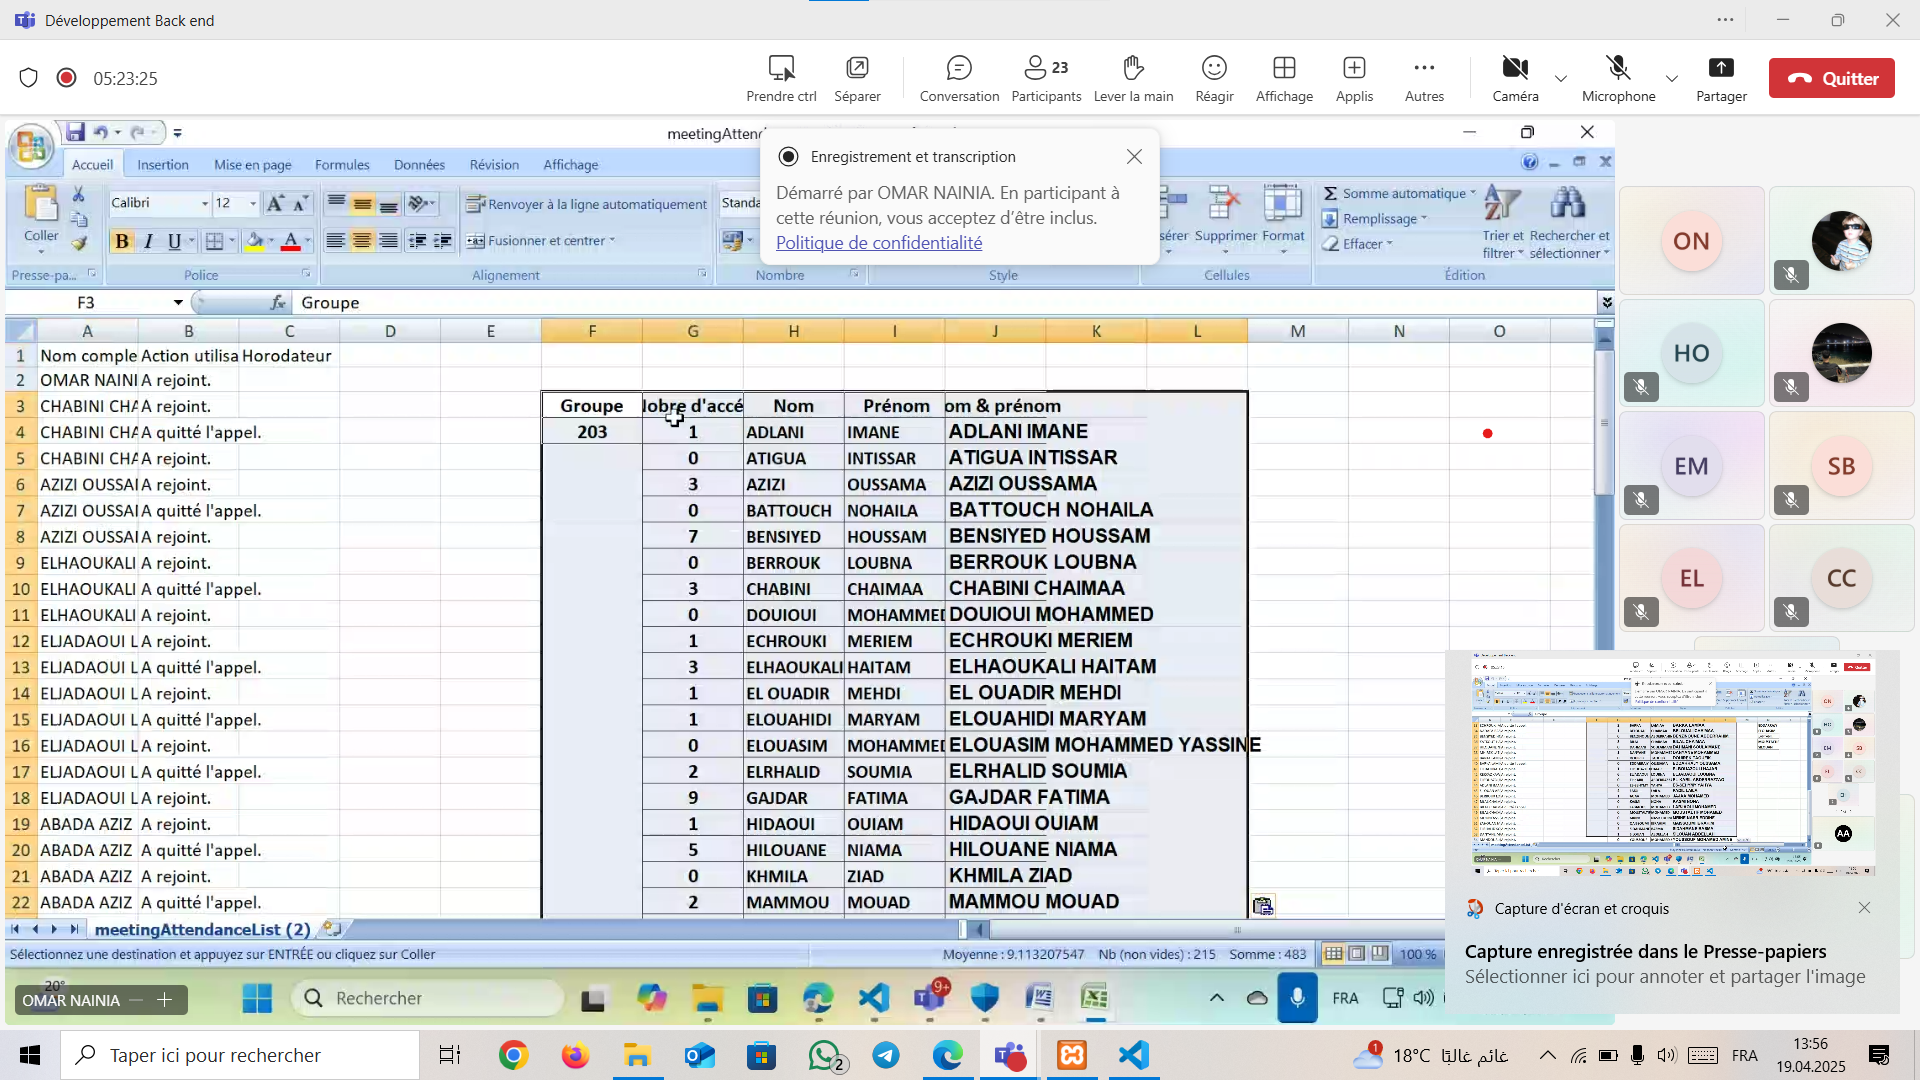 Développement Back end
05:23:25
Prendre ctrl
Séparer
Conversation
23
Participants
Lever la main
Réagir
Affichage
Applis
Autres
Caméra
Microphone
Partager
Quitter
Enregistrement et transcription
Démarré par OMAR NAINIA. En participant à
cette réunion, vous acceptez d'être inclus.
Politique de confidentialité
Accueil Insertion Mise en page Formules Données Révision Affichage
Coller
Calibri 12
Renvoyer à la ligne automatiquement
Fusionner et centrer
Supprimer Format
Somme automatique
Remplissage
Effacer
Trier et filtrer
Rechercher et sélectionner
Presse-pa... Police Alignement Nombre Style Cellules Édition
F3 fx Groupe
A B C D E F G H I J K L M N O
1 Nom comple Action utilisa Horodateur
2 OMAR NAINI A rejoint.
3 CHABINI CHA A rejoint. Groupe Nom Prénom
4 CHABINI CHA A quitté l'appel. 203 1 ADLANI IMANE ADLANI IMANE
5 CHABINI CHA A rejoint. 0 ATIGUA INTISSAR ATIGUA INTISSAR
6 AZIZI OUSSAI A rejoint. 3 AZIZI OUSSAMA AZIZI OUSSAMA
7 AZIZI OUSSAI A quitté l'appel. 0 BATTOUCH NOHAILA BATTOUCH NOHAILA
8 AZIZI OUSSAI A rejoint. 7 BENSIYED HOUSSAM BENSIYED HOUSSAM
9 ELHAOUKALI A rejoint. 0 BERROUK LOUBNA BERROUK LOUBNA
10 ELHAOUKALI A quitté l'appel. 3 CHABINI CHAIMAA CHABINI CHAIMAA
11 ELHAOUKALI A rejoint. 0 DOUIOUI MOHAMMED DOUIOUI MOHAMMED
12 ELJADAOUI L A rejoint. 1 ECHROUKI MERIEM ECHROUKI MERIEM
13 ELJADAOUI L A quitté l'appel. 3 ELHAOUKALI HAITAM ELHAOUKALI HAITAM
14 ELJADAOUI L A rejoint. 1 EL OUADIR MEHDI EL OUADIR MEHDI
15 ELJADAOUI L A quitté l'appel. 1 ELOUAHIDI MARYAM ELOUAHIDI MARYAM
16 ELJADAOUI L A rejoint. 0 ELOUASIM MOHAMMED ELOUASIM MOHAMMED YASSINE
17 ELJADAOUI L A quitté l'appel. 2 ELRHALID SOUMIA ELRHALID SOUMIA
18 ELJADAOUI L A rejoint. 9 GAJDAR FATIMA GAJDAR FATIMA
19 ABADA AZIZ A rejoint. 1 HIDAOUI OUIAM HIDAOUI OUIAM
20 ABADA AZIZ A quitté l'appel. 5 HILOUANE NIAMA HILOUANE NIAMA
21 ABADA AZIZ A rejoint. 0 KHMILA ZIAD KHMILA ZIAD
22 ABADA AZIZ A quitté l'appel. 2 MAMMOU MOUAD MAMMOU MOUAD
meetingAttendanceList (2)
Sélectionnez une destination et appuyez sur ENTRÉE ou cliquez sur Coller
Moyenne : 9.113207547 Nb (non vides) : 215 Somme : 483 100 %
ON
HO
EM
SB
EL
CC
AA
Capture d'écran et croquis
Capture enregistrée dans le Presse-papiers
Sélectionner ici pour annoter et partager l'image
20°
OMAR NAINIA
Rechercher
9+
FRA
Taper ici pour rechercher
2
1
18°C غائم غالبًا
FRA
13:56
19.04.2025